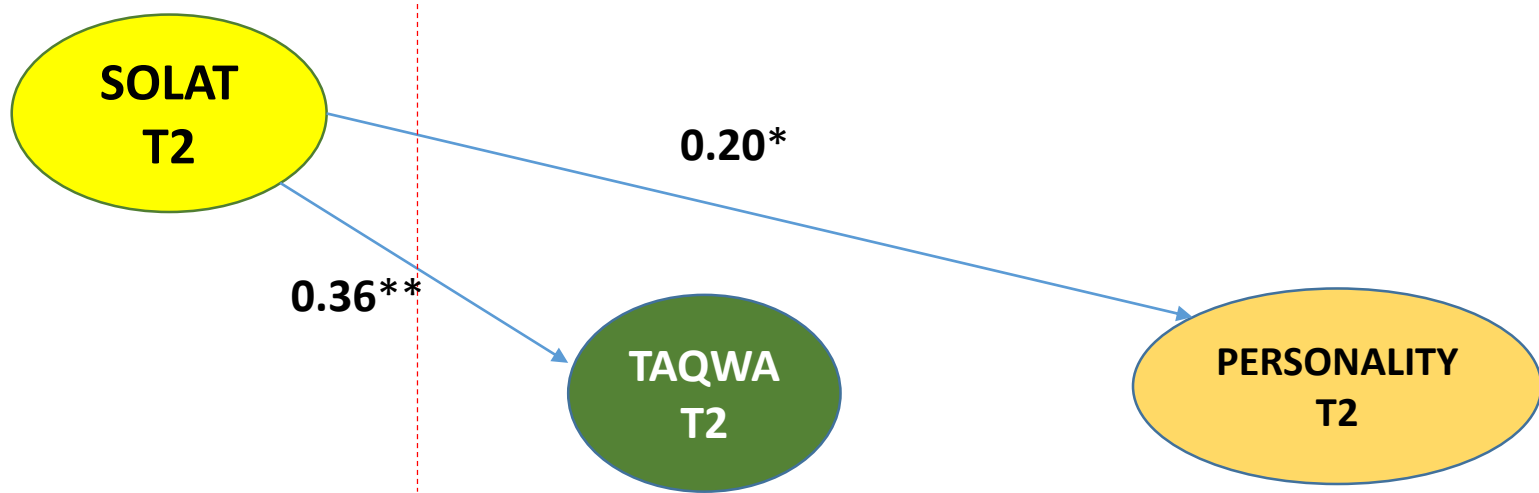 SOLAT
T2
0.20*
0.36**
TAQWA
T2
PERSONALITY
T2